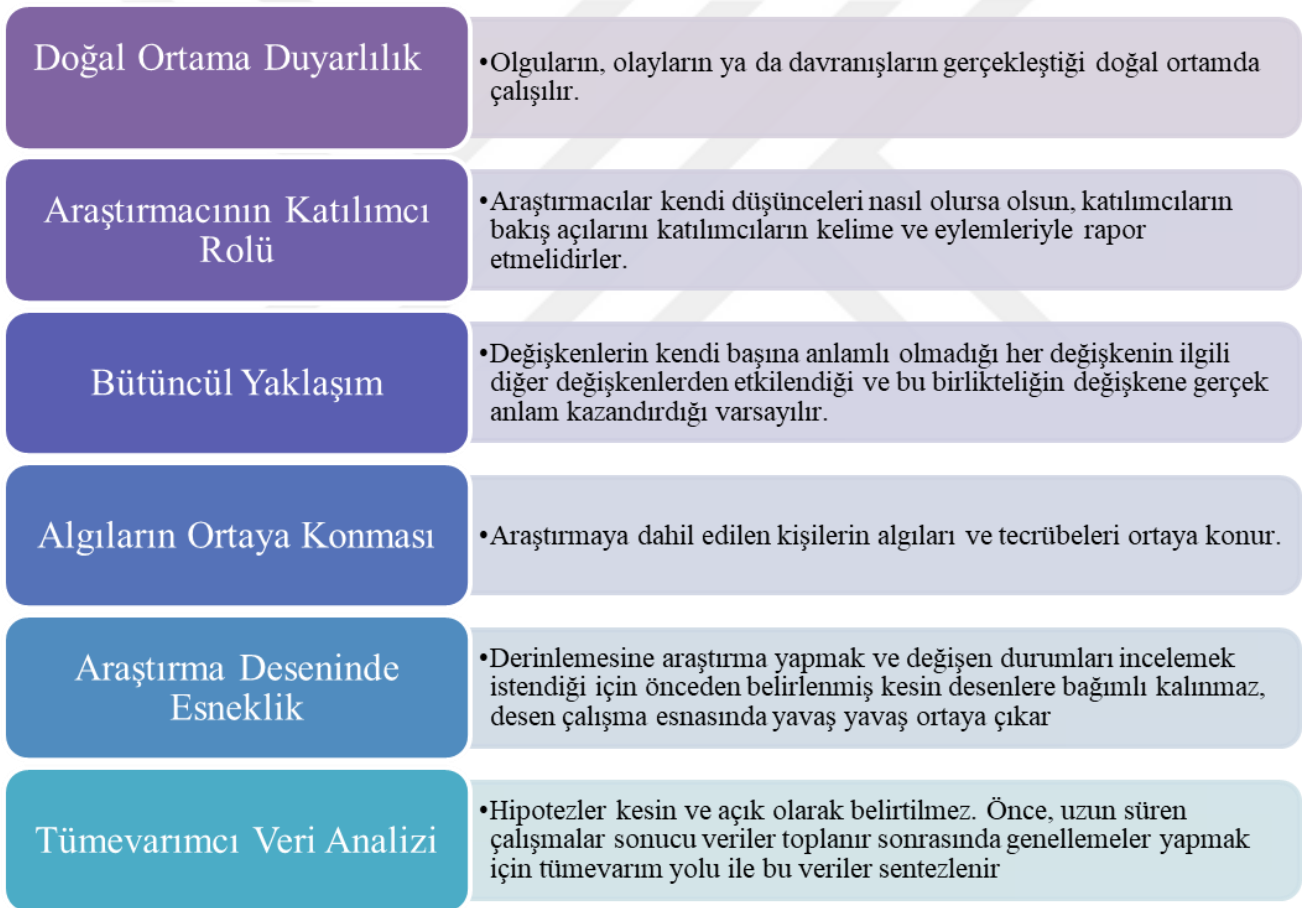 Doğal Ortama Duyarlılık
•Olguların, olayların ya da davranışların gerçekleştiği doğal ortamda
çalışılır.
Araştırmacının Katılımcı
Rolü
•Araştırmacılar kendi düşünceleri nasıl olursa olsun, katılımcıların
bakış açılarını katılımcıların kelime ve eylemleriyle rapor
etmelidirler.
Bütüncül Yaklaşım
•Değişkenlerin kendi başına anlamlı olmadığı her değişkenin ilgili
diğer değişkenlerden etkilendiği ve bu birlikteliğin değişkene gerçek
anlam kazandırdığı varsayılır.
Algıların Ortaya Konması
•Araştırmaya dahil edilen kişilerin algıları ve tecrübeleri ortaya konur.
Araştırma Deseninde
Esneklik
•Derinlemesine araştırma yapmak ve değişen durumları incelemek
istendiği için önceden belirlenmiş kesin desenlere bağımlı kalınmaz,
desen çalışma esnasında yavaş yavaş ortaya çıkar
Tümevarımcı Veri Analizi
•Hipotezler kesin ve açık olarak belirtilmez. Önce, uzun süren
çalışmalar sonucu veriler toplanır sonrasında genellemeler yapmak
için tümevarım yolu ile bu veriler sentezlenir